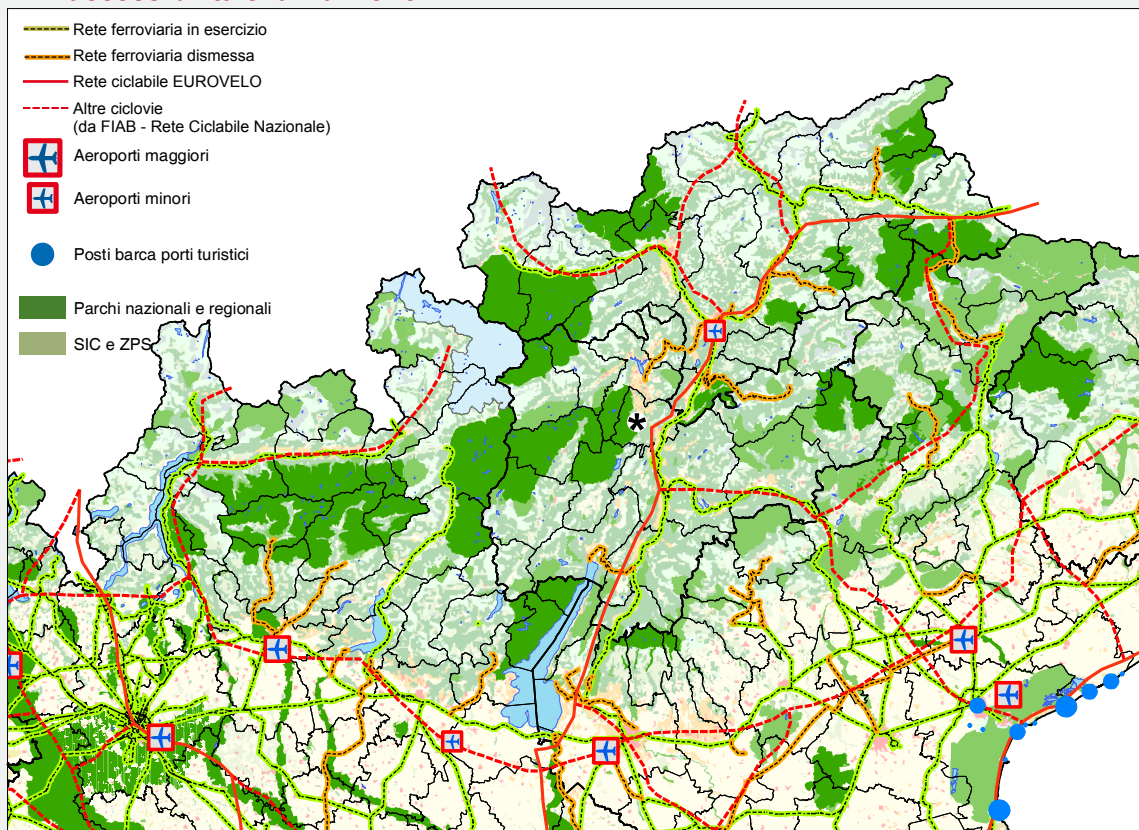 Rete ferroviaria in esercizio
Rete ferroviaria dismessa
Rete ciclabile EUROVELO
Altre ciclovie
(da FIAB - Rete Ciclabile Nazionale)
Aeroporti maggiori
Aeroporti minori
Posti barca porti turistici
Parchi nazionali e regionali
SIC e ZPS
*